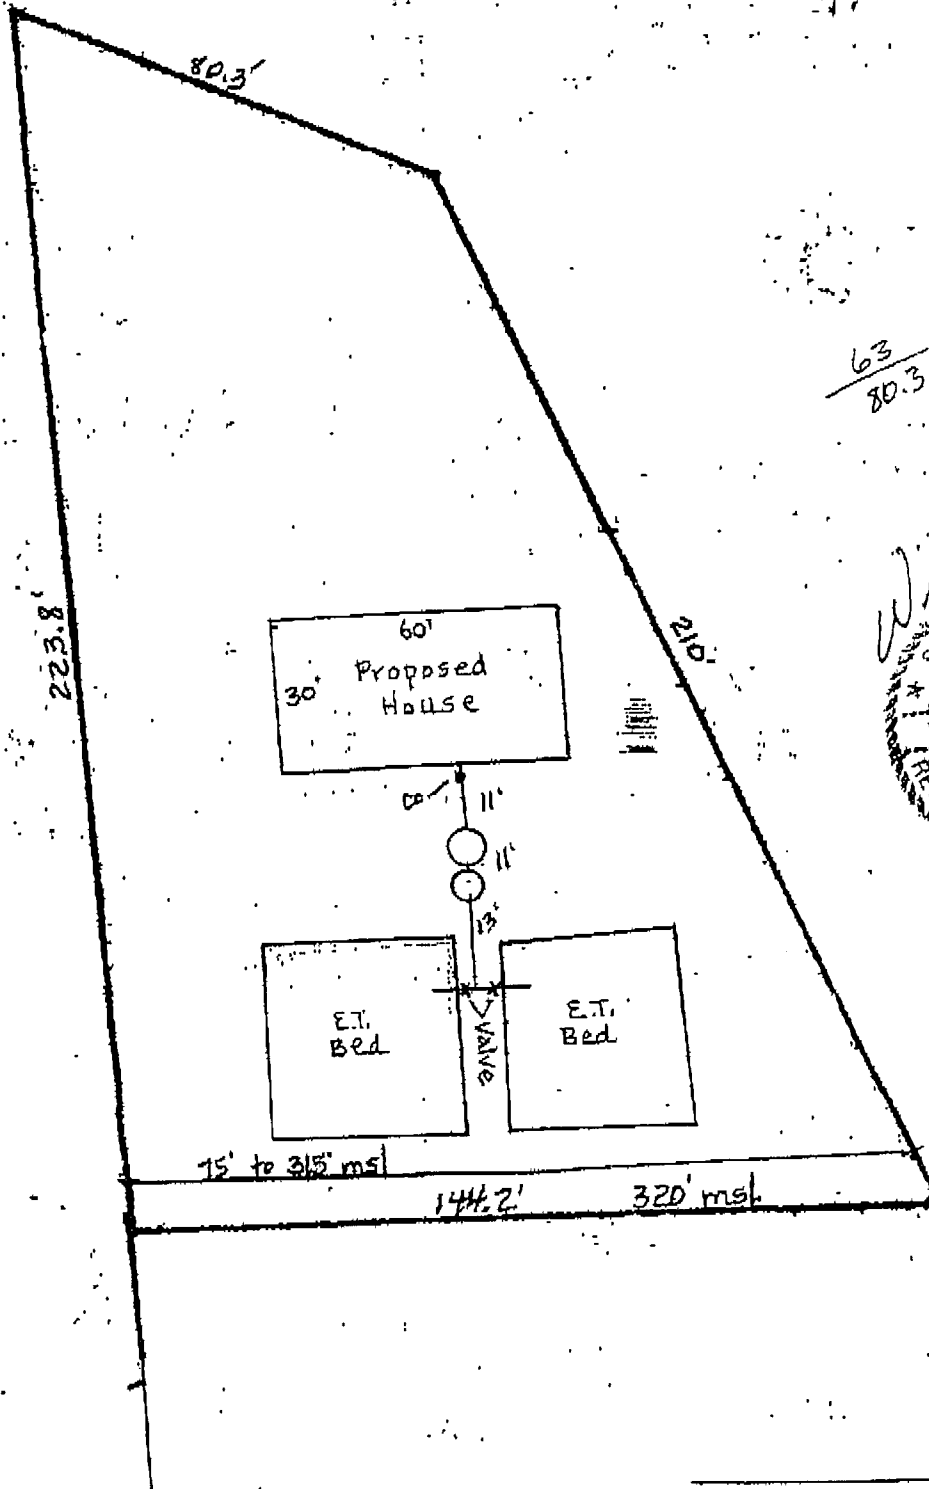 80.3'
63
80.3
223.8'
210'
60'
30'
Proposed
House
co
11'
11'
13'
E.T.
Bed
Valve
E.T.
Bed
75' to 315' msl
144.2'
320' msl